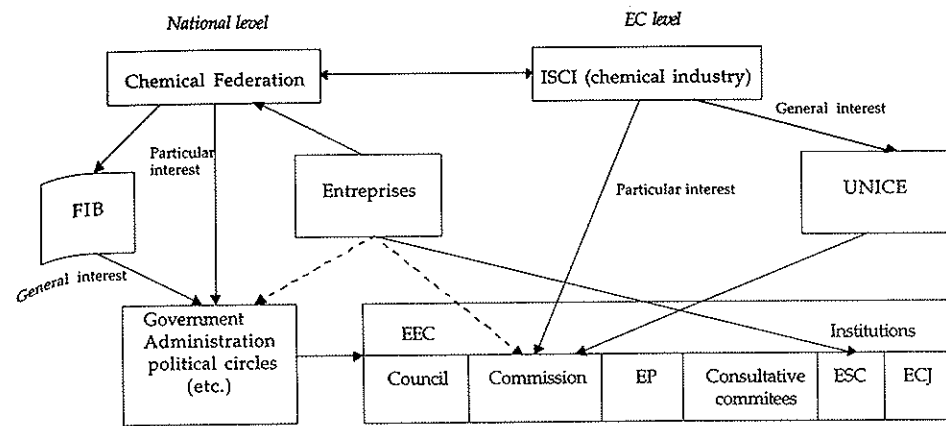 National level
EC level
Chemical Federation
ISCI (chemical industry)
General interest
Particular
interest
FIB
Entreprises
Particular interest
UNICE
General interest
Government
Administration
political circles
(etc.)
EEC
Institutions
Council
Commission
EP
Consultative
commitees
ESC
ECJ